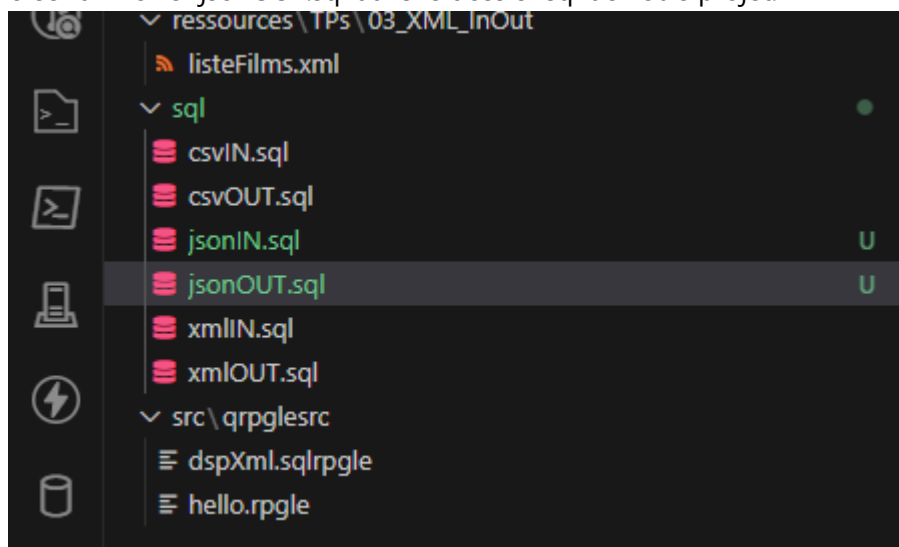 ressources\TPs\03_XML_InOut
listeFilms.xml
sql
csvIN.sql
csvOUT.sql
jsonIN.sql U
jsonOUT.sql U
xmlIN.sql
xmlOUT.sql
src\qrpglesrc
dspXml.sqlrpgle
hello.rpgle